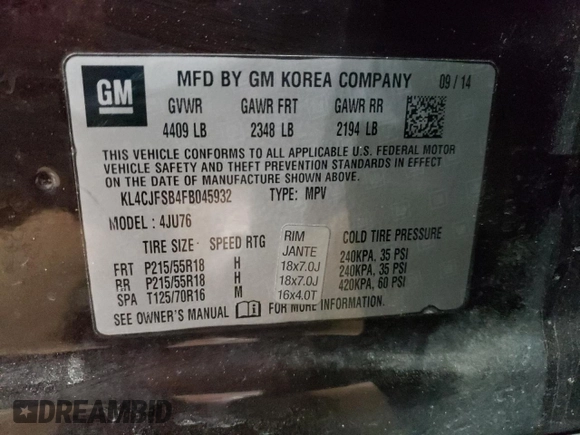 GM
MFD BY GM KOREA COMPANY 09/14
GVWR GAWR FRT GAWR RR
4409 LB 2348 LB 2194 LB
THIS VEHICLE CONFORMS TO ALL APPLICABLE U.S. FEDERAL MOTOR
VEHICLE SAFETY AND THEFT PREVENTION STANDARDS IN EFFECT
ON THE DATE OF MANUFACTURE SHOWN ABOVE.
KL4CJFSB4FB045932 TYPE: MPV
MODEL: 4JU76
TIRE SIZE SPEED RTG RIM JANTE COLD TIRE PRESSURE
FRT P215/55R18 H 18x7.0J 240KPA, 35 PSI
RR P215/55R18 H 18x7.0J 240KPA, 35 PSI
SPA T125/70R16 M 16x4.0T 420KPA, 60 PSI
SEE OWNER'S MANUAL FOR MORE INFORMATION
DREAMBID